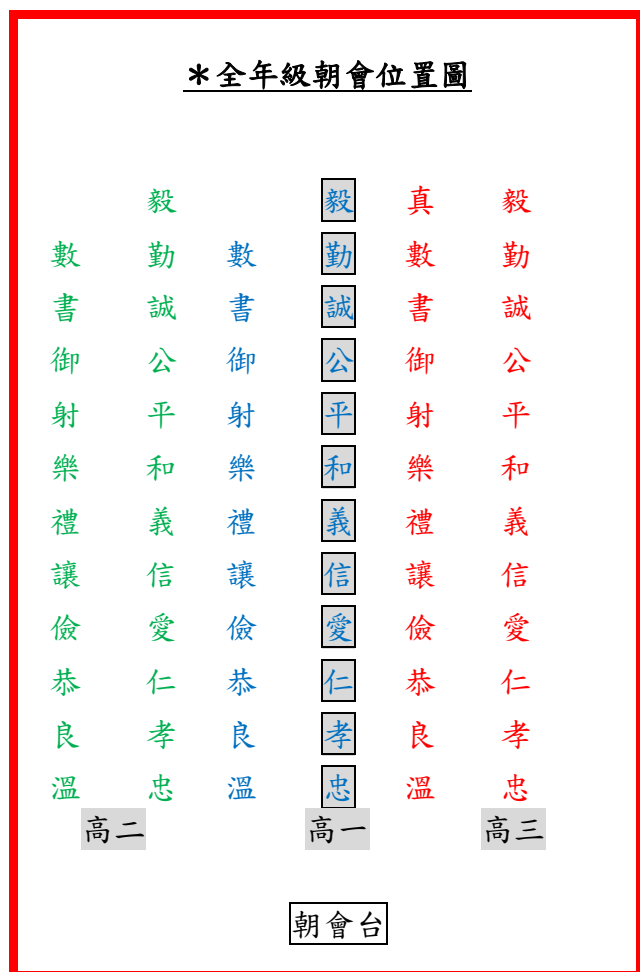 ＊全年級朝會位置圖
毅 毅 真 毅
數 勤 數 勤 數 勤
書 誠 書 誠 書 誠
御 公 御 公 御 公
射 平 射 平 射 平
樂 和 樂 和 樂 和
禮 義 禮 義 禮 義
讓 信 讓 信 讓 信
儉 愛 儉 愛 儉 愛
恭 仁 恭 仁 恭 仁
良 孝 良 孝 良 孝
溫 忠 溫 忠 溫 忠
高二 高一 高三
朝會台